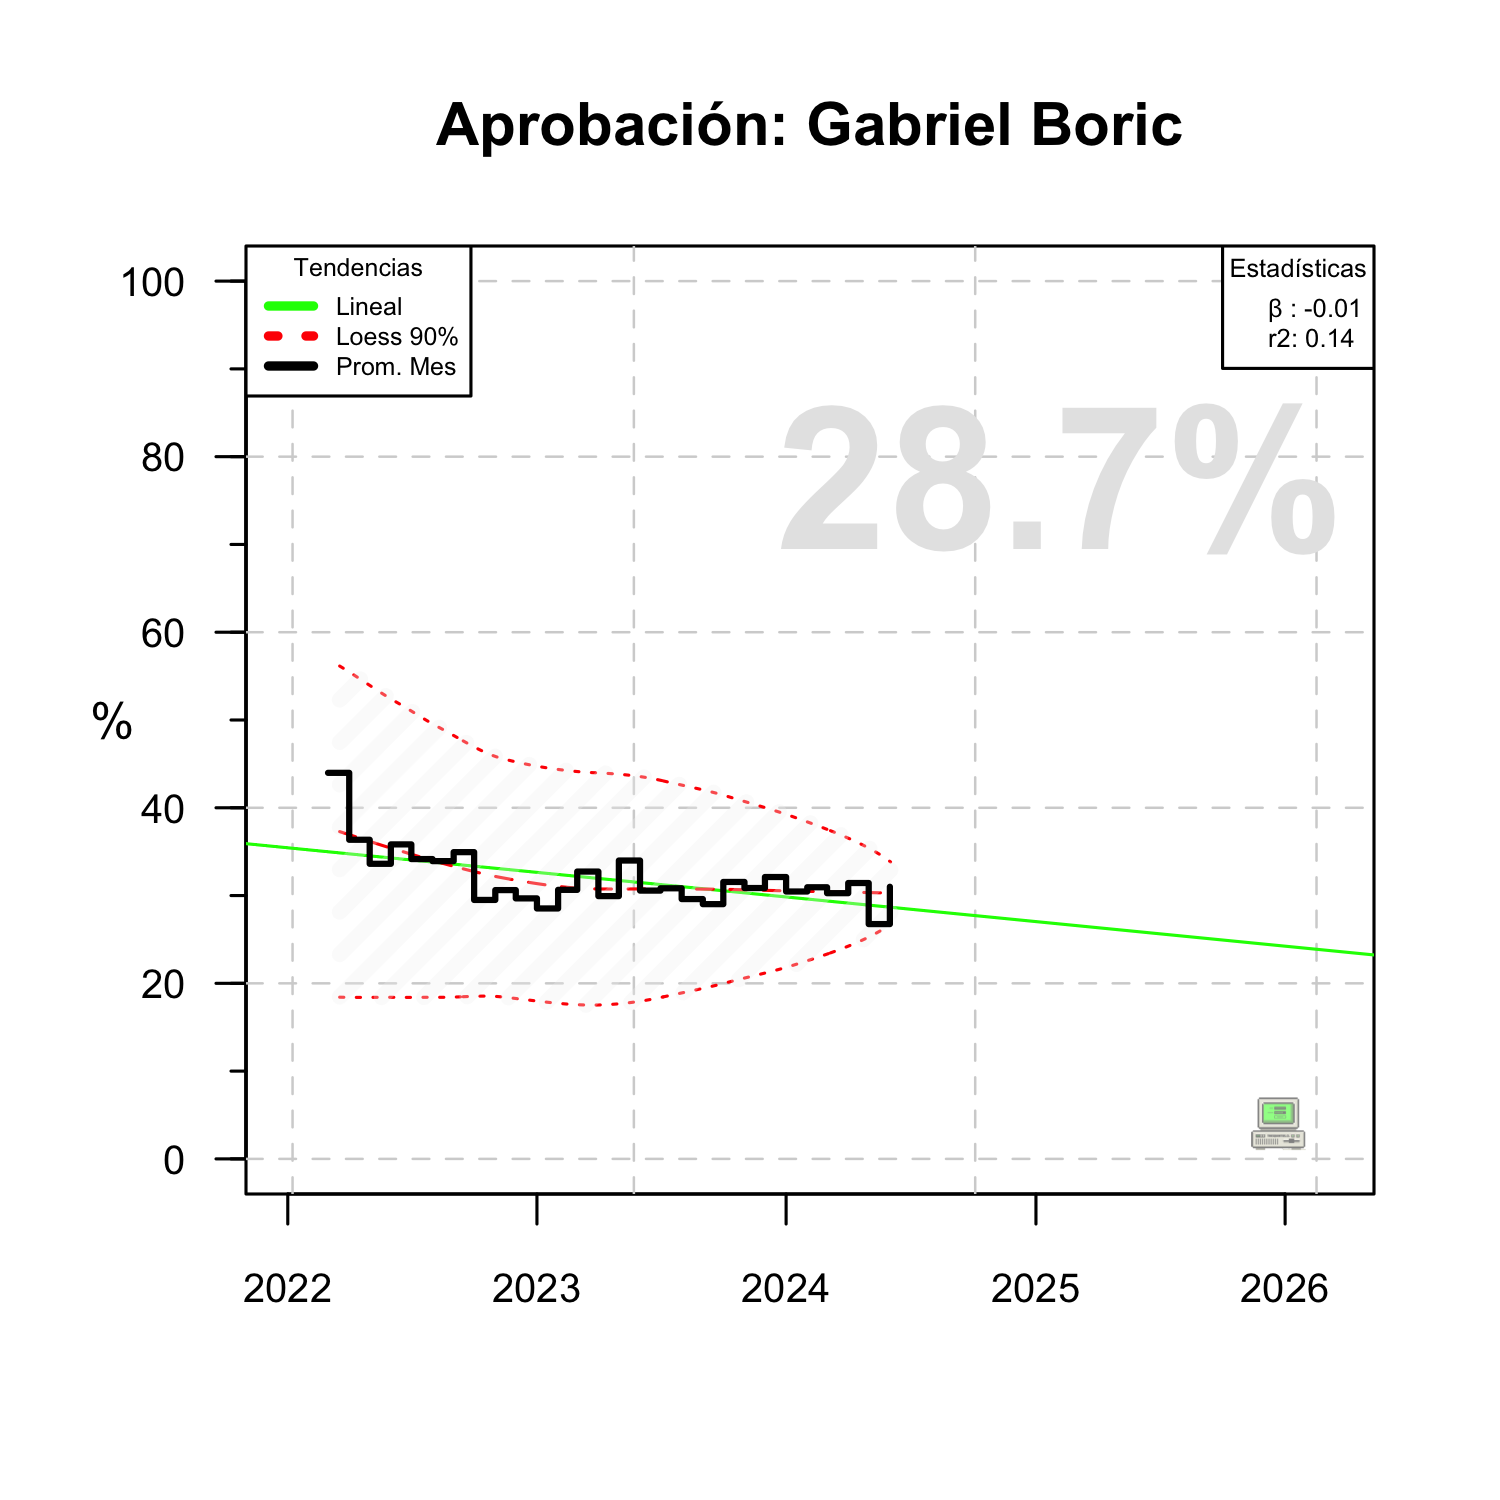 Aprobación: Gabriel Boric
Tendencias
Lineal
Loess 90%
Prom. Mes
Estadísticas
β : -0.01
r2: 0.14
28.7%
100
80
60
40
20
0
%
2022 2023 2024 2025 2026